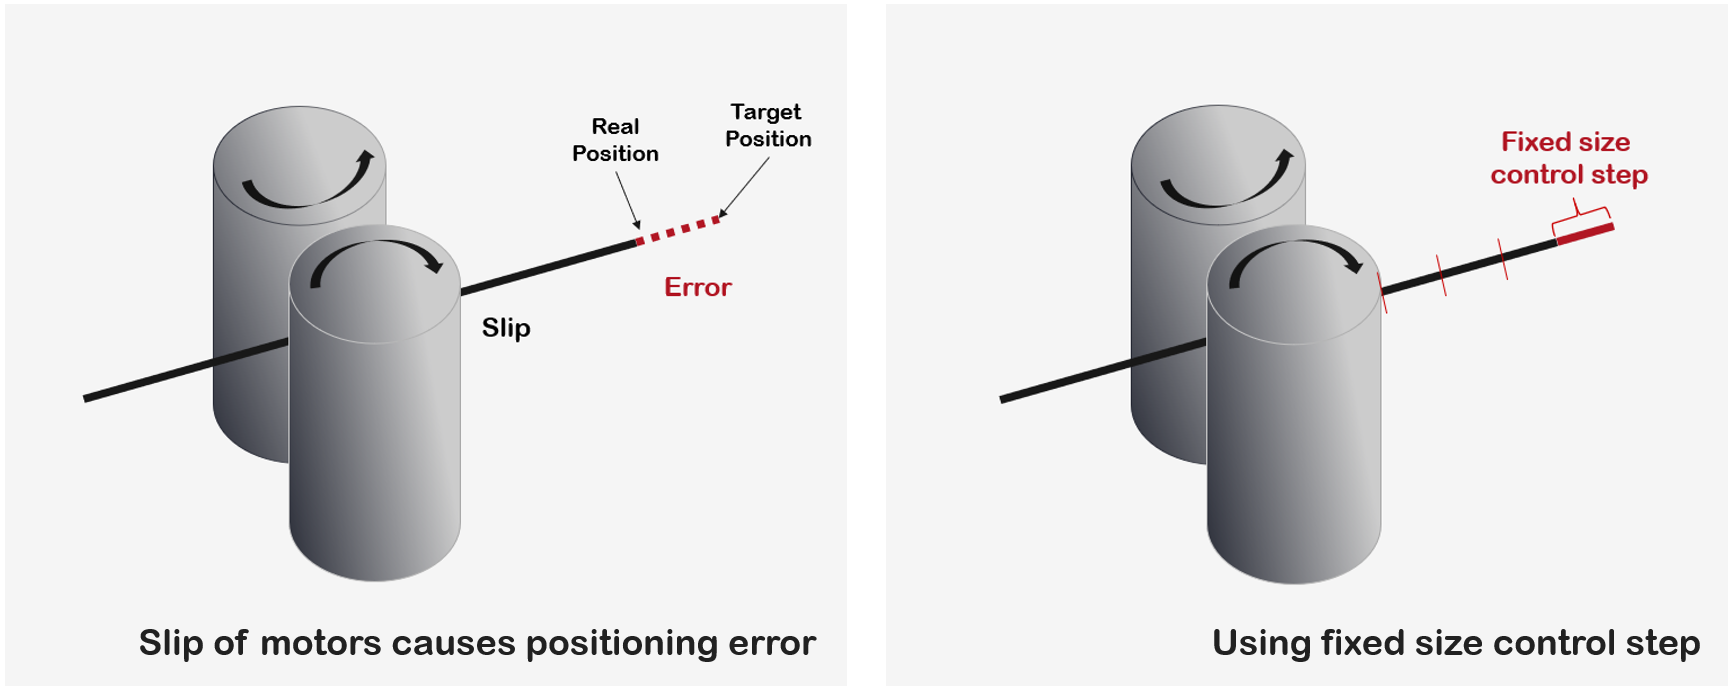 Real
Position
Target
Position
Error
Slip
Slip of motors causes positioning error
Fixed size
control step
Using fixed size control step